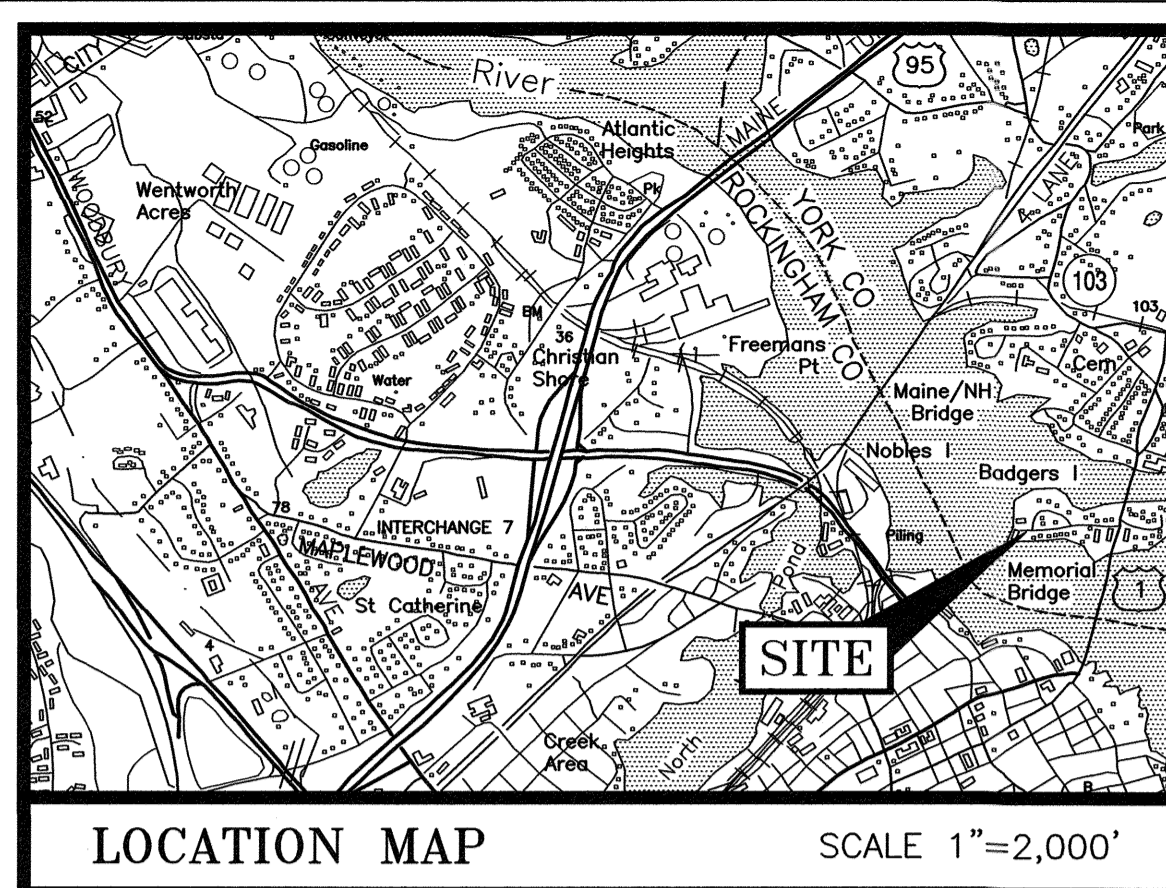 CITY
River
95
52
Gasoline
Atlantic
Heights
MAINE
Park
Wentworth
Acres
Pk
LANE
WOODBURY
YORK CO
ROCKINGHAM CO
103
103
BM
36
Christian
Shore
Freemans
Pt
Cem
Water
Maine/NH
Bridge
Nobles I
Badgers I
78
INTERCHANGE 7
Piling
MAPLEWOOD
AVE
AVE
Pond
Memorial
Bridge
1
St Catherine
4
SITE
Creek
Area
North
B
LOCATION MAP
SCALE 1"=2,000'